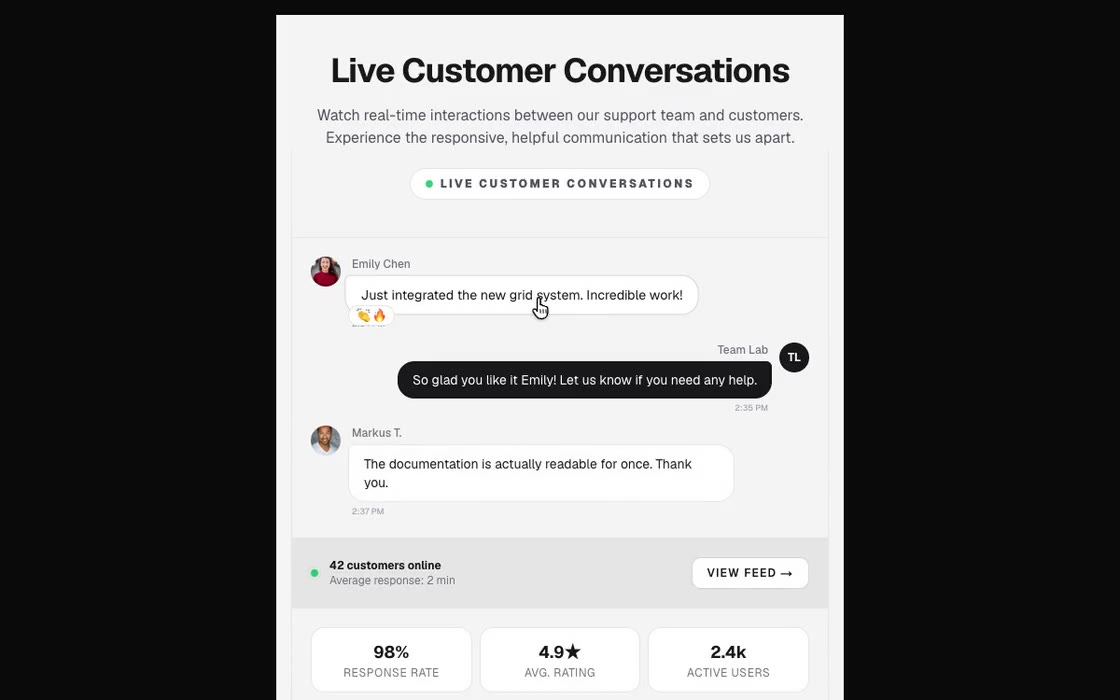 Live Customer Conversations
Watch real-time interactions between our support team and customers.
Experience the responsive, helpful communication that sets us apart.
LIVE CUSTOMER CONVERSATIONS
Emily Chen
Just integrated the new grid system. Incredible work!
👏🔥
Team Lab
TL
So glad you like it Emily! Let us know if you need any help.
2:35 PM
Markus T.
The documentation is actually readable for once. Thank
you.
2:37 PM
42 customers online
Average response: 2 min
VIEW FEED →
98%
RESPONSE RATE
4.9★
AVG. RATING
2.4k
ACTIVE USERS